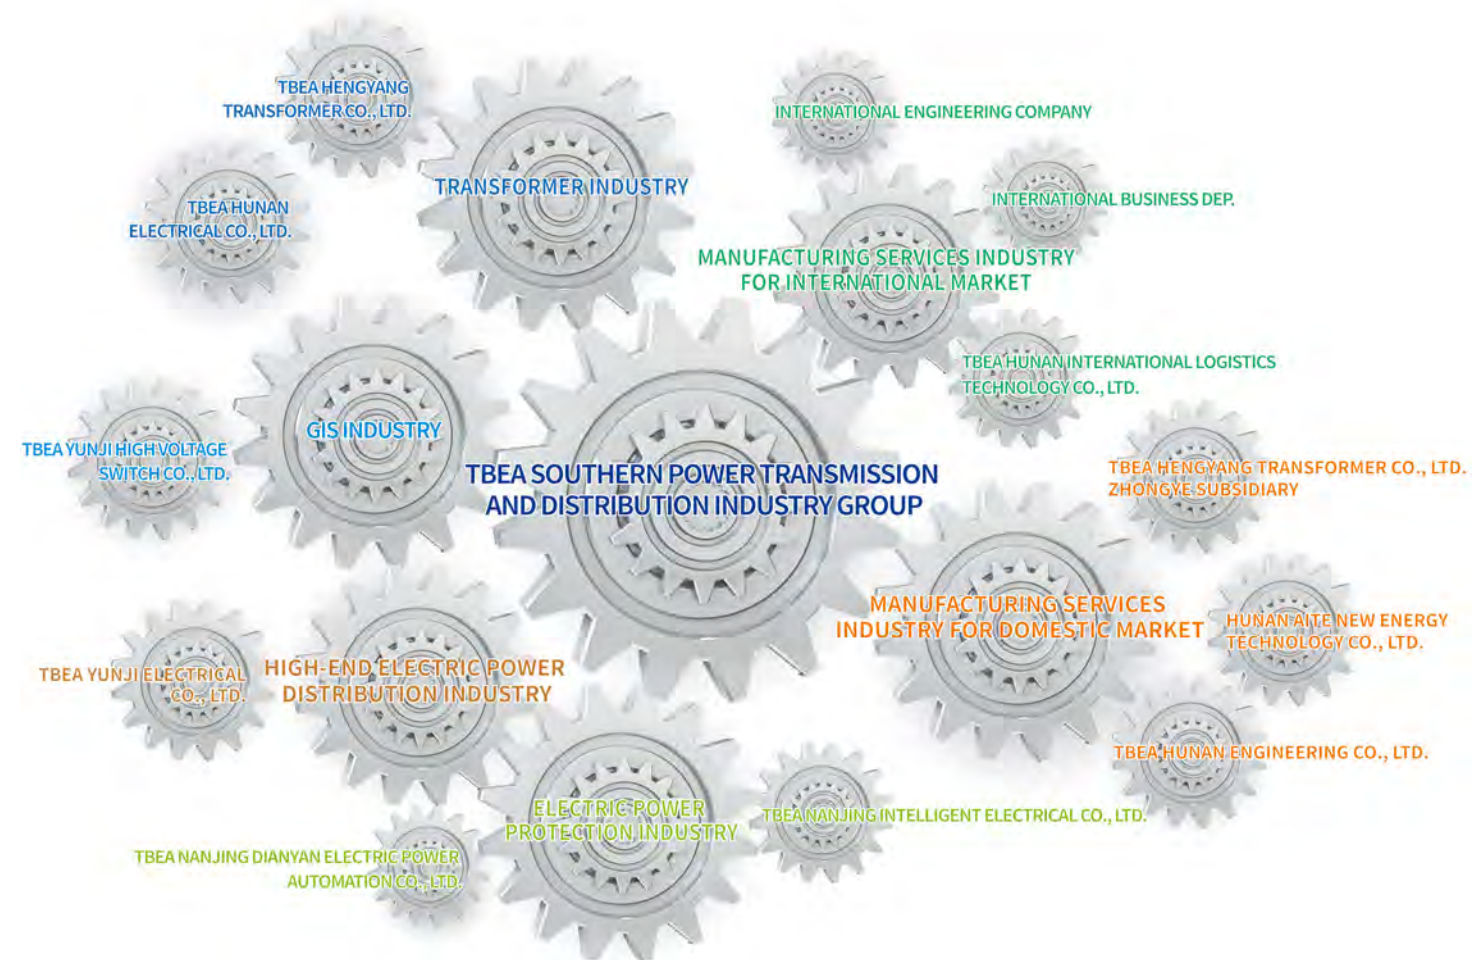 TBEA HENGYANG
TRANSFORMER CO., LTD.
INTERNATIONAL ENGINEERING COMPANY
TRANSFORMER INDUSTRY
TBEA HUNAN
ELECTRICAL CO., LTD.
INTERNATIONAL BUSINESS DEP.
MANUFACTURING SERVICES INDUSTRY
FOR INTERNATIONAL MARKET
TBEA HUNAN INTERNATIONAL LOGISTICS
TECHNOLOGY CO., LTD.
GIS INDUSTRY
TBEA YUNJI HIGH VOLTAGE
SWITCH CO., LTD.
TBEA SOUTHERN POWER TRANSMISSION
AND DISTRIBUTION INDUSTRY GROUP
TBEA HENGYANG TRANSFORMER CO., LTD.
ZHONGYE SUBSIDIARY
MANUFACTURING SERVICES
INDUSTRY FOR DOMESTIC MARKET
HUNAN AITE NEW ENERGY
TECHNOLOGY CO., LTD.
TBEA YUNJI ELECTRICAL
CO., LTD.
HIGH-END ELECTRIC POWER
DISTRIBUTION INDUSTRY
TBEA HUNAN ENGINEERING CO., LTD.
ELECTRIC POWER
PROTECTION INDUSTRY
TBEA NANJING INTELLIGENT ELECTRICAL CO., LTD.
TBEA NANJING DIANYAN ELECTRIC POWER
AUTOMATION CO., LTD.